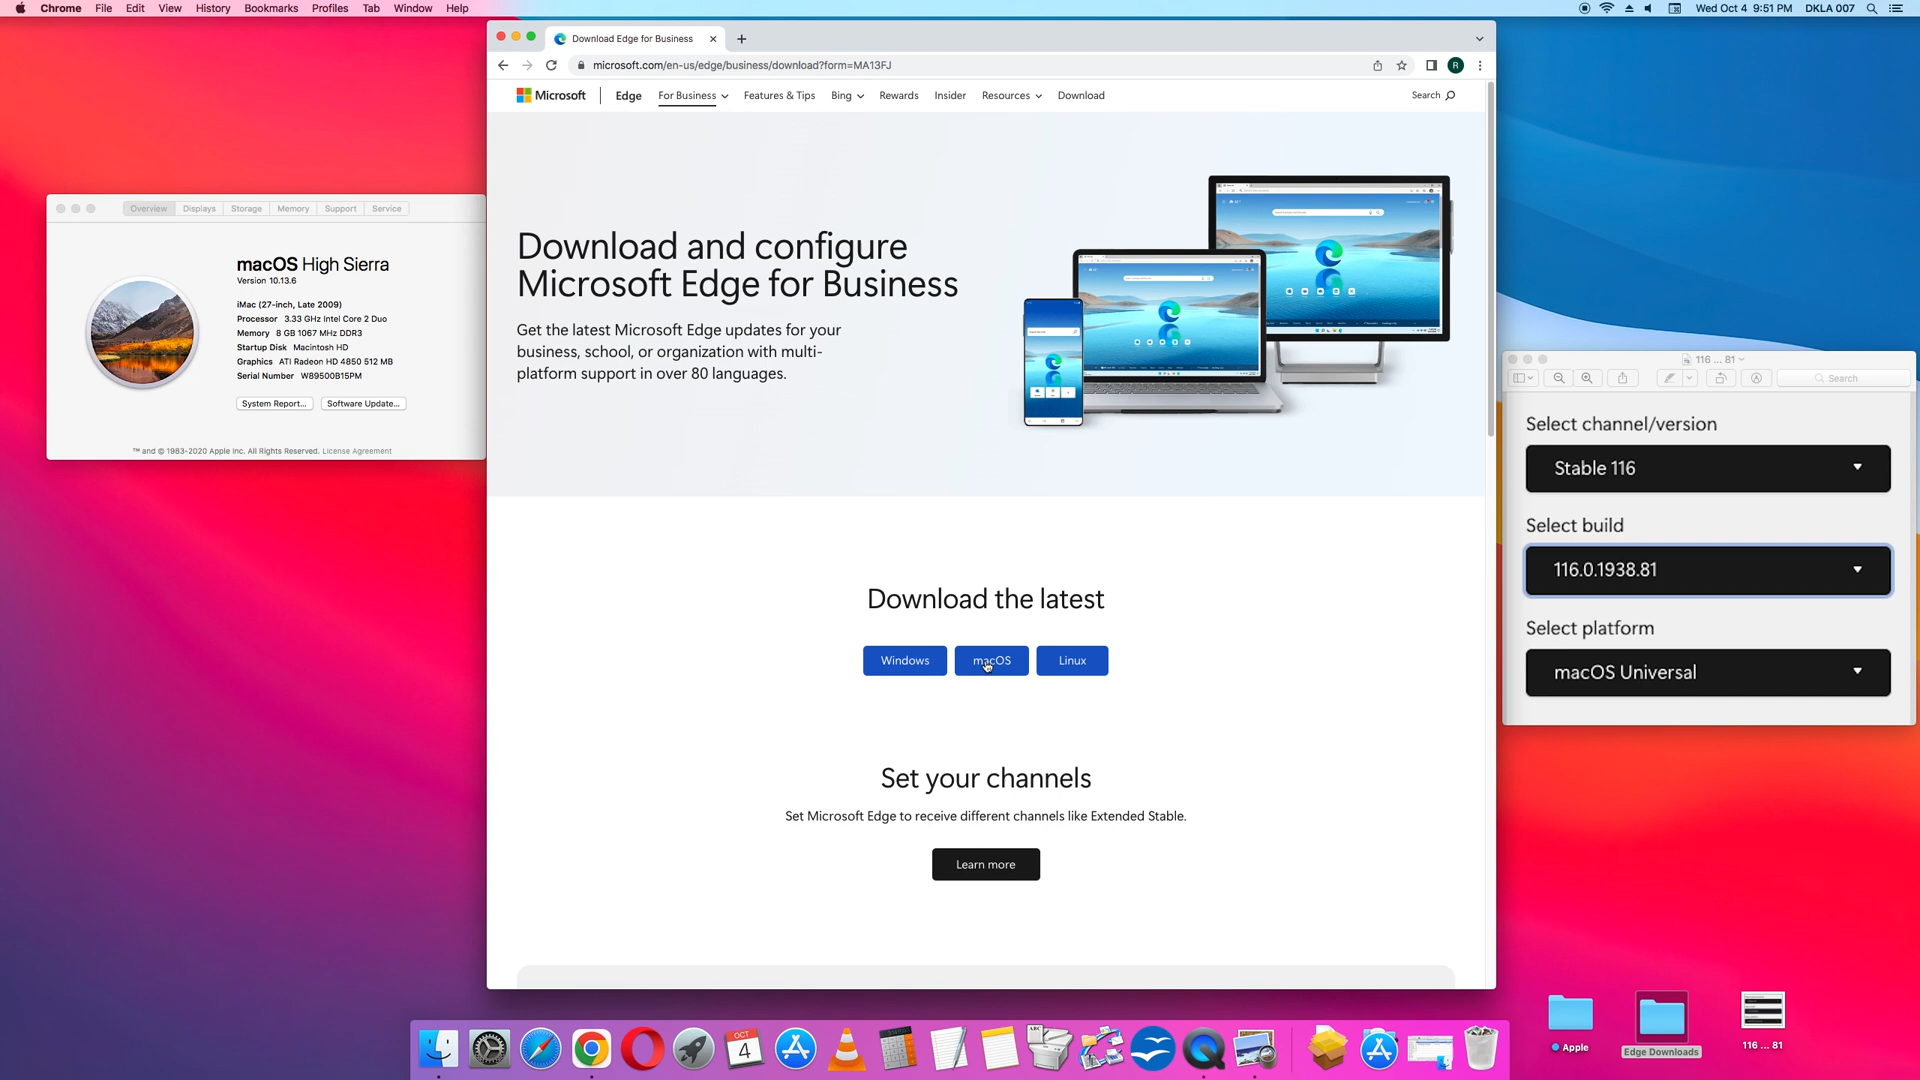 Chrome File Edit View History Bookmarks Profiles Tab Window Help
Wed Oct 4 9:51 PM DKLA 007
Download Edge for Business
microsoft.com/en-us/edge/business/download?form=MA13FJ
R
Microsoft Edge For Business Features & Tips Bing Rewards Insider Resources Download Search
Overview Displays Storage Memory Support Service
macOS High Sierra
Version 10.13.6
iMac (27-inch, Late 2009)
Processor 3.33 GHz Intel Core 2 Duo
Memory 8 GB 1067 MHz DDR3
Startup Disk Macintosh HD
Graphics ATI Radeon HD 4850 512 MB
Serial Number W89500B15PM
System Report... Software Update...
™ and © 1983-2020 Apple Inc. All Rights Reserved. License Agreement
Download and configure
Microsoft Edge for Business
Get the latest Microsoft Edge updates for your
business, school, or organization with multi-
platform support in over 80 languages.
Download the latest
Windows macOS Linux
Set your channels
Set Microsoft Edge to receive different channels like Extended Stable.
Learn more
116 ... 81
Search
Select channel/version
Stable 116
Select build
116.0.1938.81
Select platform
macOS Universal
Apple
Edge Downloads
116 ... 81
OCT
4
ABC